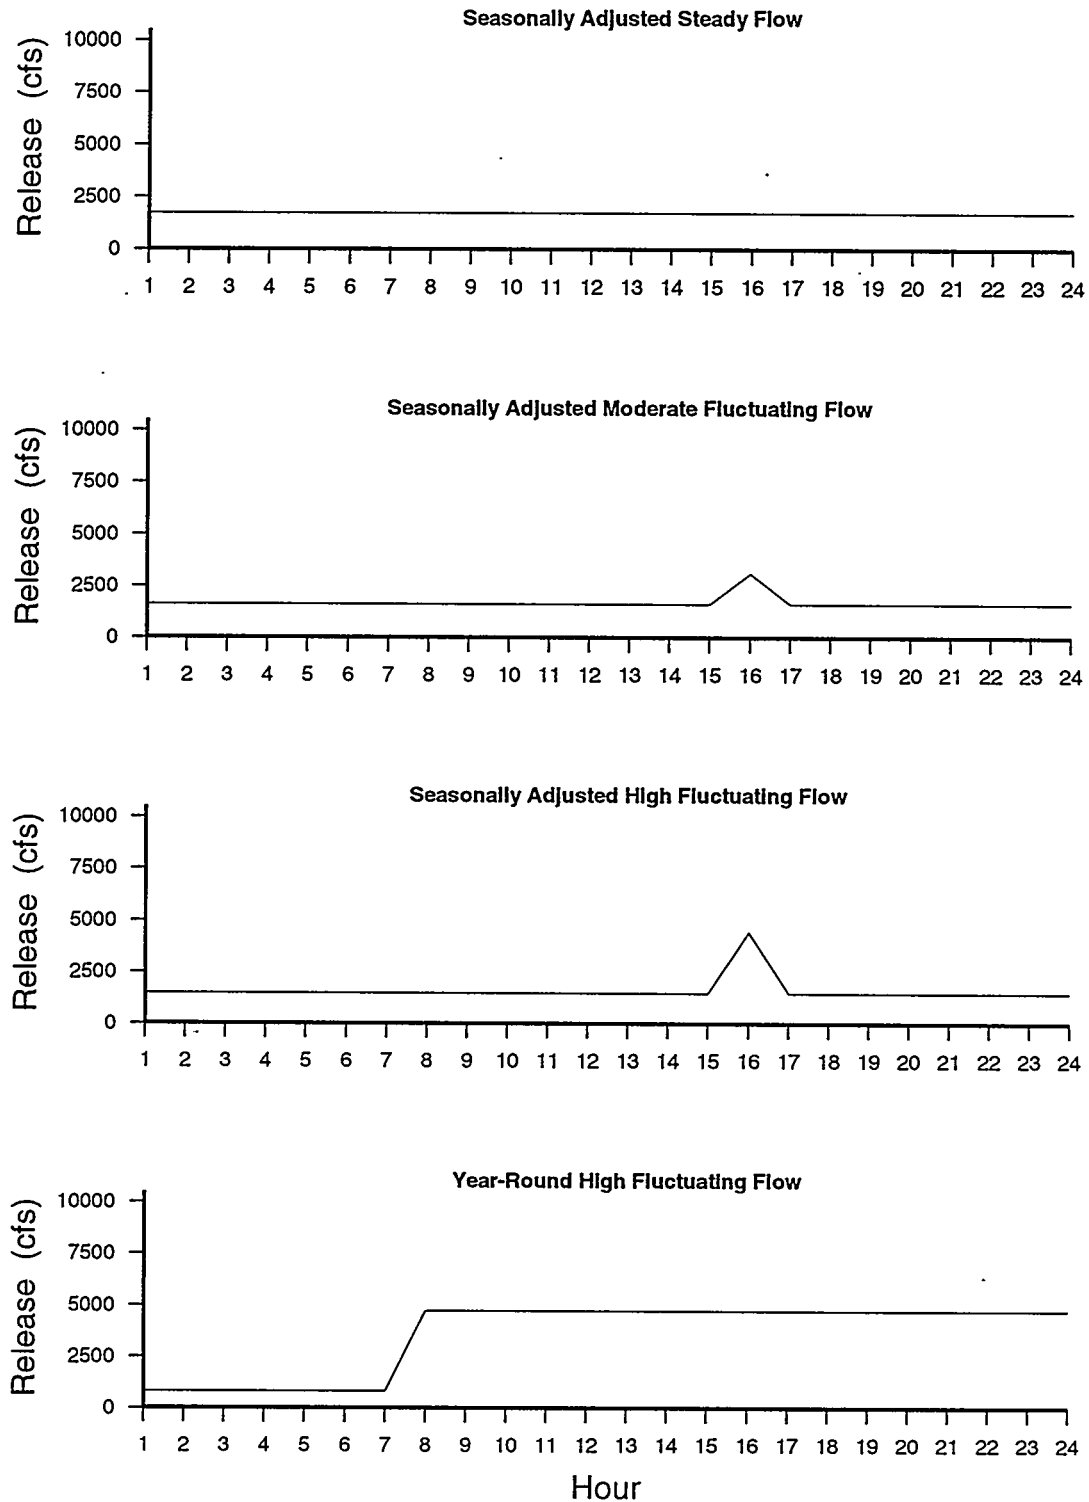 Seasonally Adjusted Steady Flow
Release (cfs)
10000
7500
5000
2500
0
1 2 3 4 5 6 7 8 9 10 11 12 13 14 15 16 17 18 19 20 21 22 23 24
Seasonally Adjusted Moderate Fluctuating Flow
Release (cfs)
10000
7500
5000
2500
0
1 2 3 4 5 6 7 8 9 10 11 12 13 14 15 16 17 18 19 20 21 22 23 24
Seasonally Adjusted High Fluctuating Flow
Release (cfs)
10000
7500
5000
2500
0
1 2 3 4 5 6 7 8 9 10 11 12 13 14 15 16 17 18 19 20 21 22 23 24
Year-Round High Fluctuating Flow
Release (cfs)
10000
7500
5000
2500
0
1 2 3 4 5 6 7 8 9 10 11 12 13 14 15 16 17 18 19 20 21 22 23 24
Hour